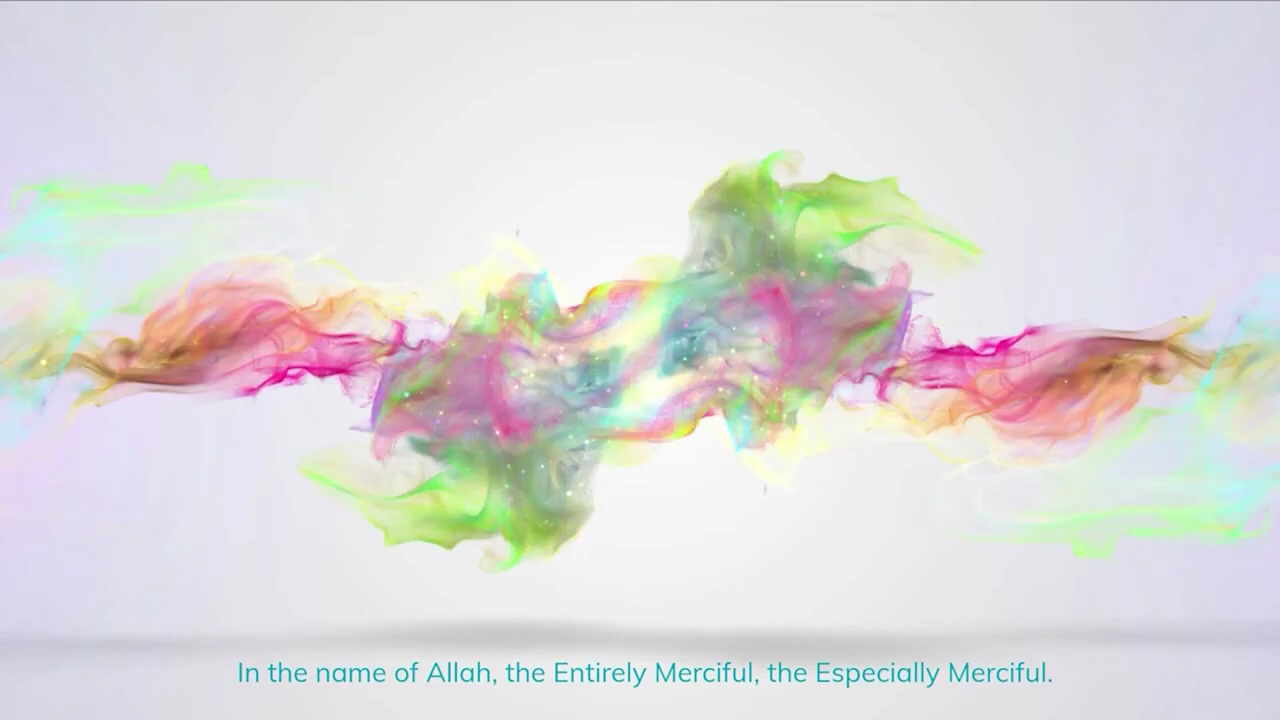 In the name of Allah, the Entirely Merciful, the Especially Merciful.